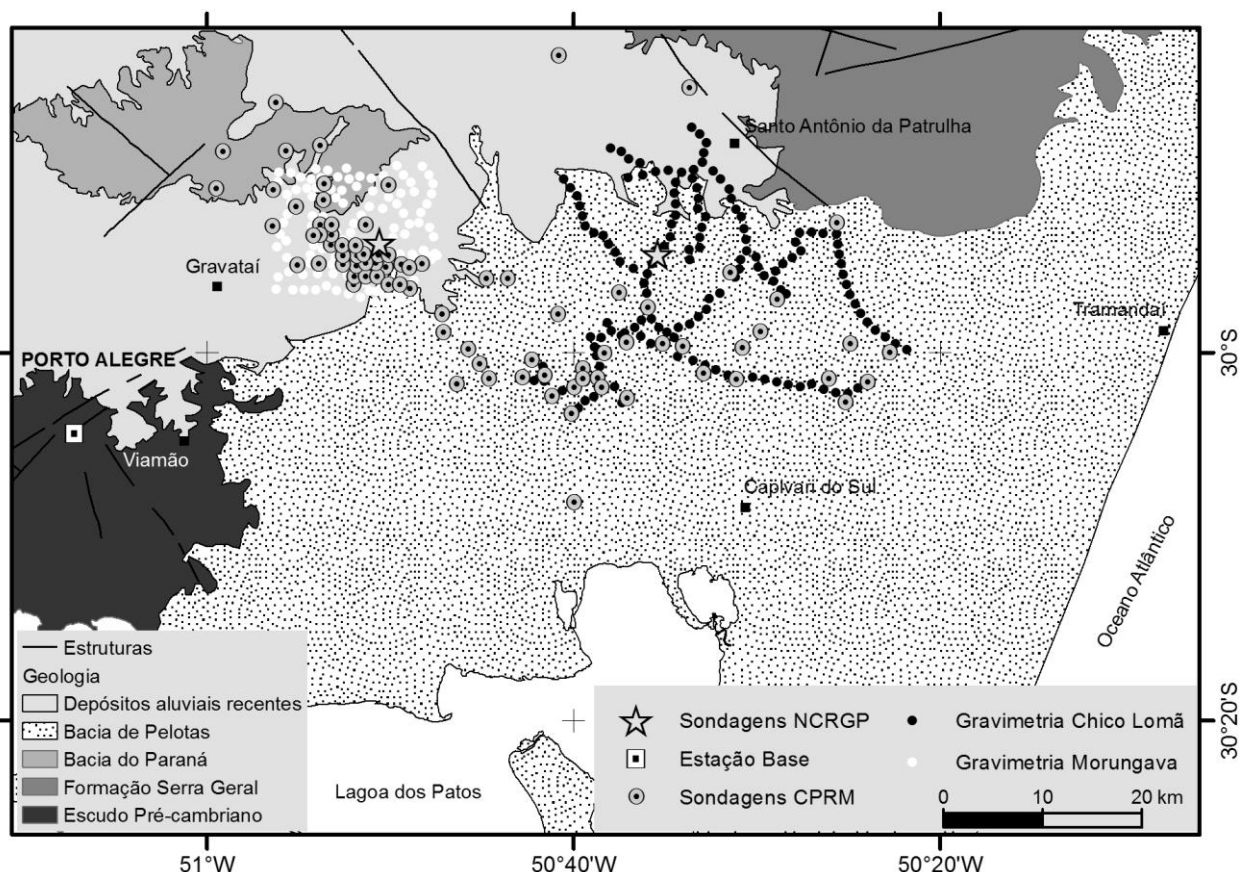 Santo Antônio da Patrulha
Gravataí
Tramandaí
PORTO ALEGRE
30°S
Viamão
Capivari do Sul
Oceano Atlântico
Estruturas
Geologia
Depósitos aluviais recentes
Bacia de Pelotas
Bacia do Paraná
Formação Serra Geral
Escudo Pré-cambriano
Lagoa dos Patos
Sondagens NCRGP
Gravimetria Chico Lomã
Estação Base
Gravimetria Morungava
Sondagens CPRM
0 10 20 km
30°20'S
51°W
50°40'W
50°20'W